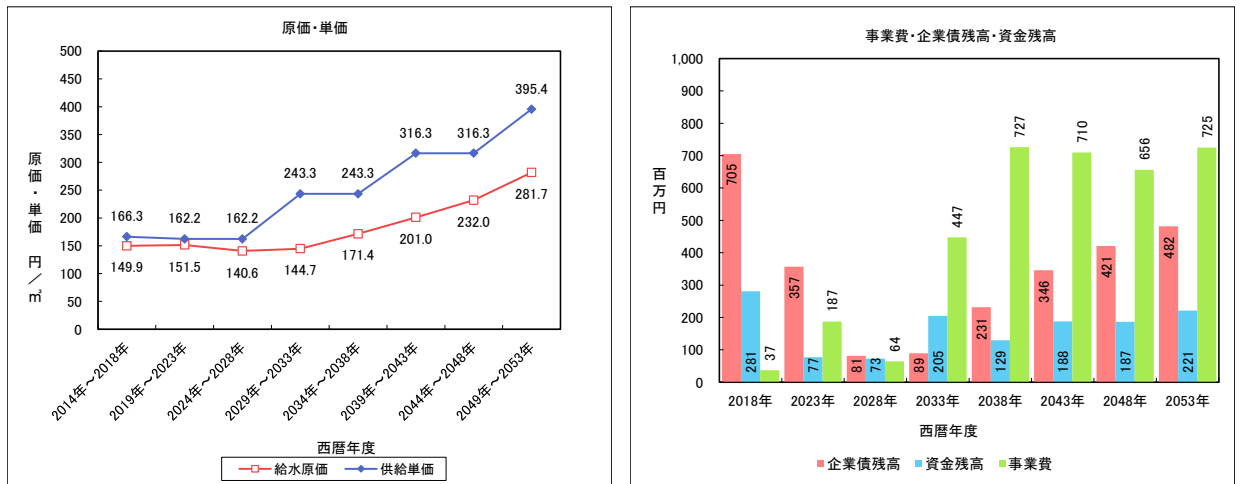 原価・単価
500
450
400
350
300
250
200
150
100
50
0
原価・単価 円/㎥
166.3
162.2
162.2
243.3
243.3
316.3
316.3
395.4
149.9
151.5
140.6
144.7
171.4
201.0
232.0
281.7
2014年～2018年
2019年～2023年
2024年～2028年
2029年～2033年
2034年～2038年
2039年～2043年
2044年～2048年
2049年～2053年
西暦年度
給水原価 供給単価
事業費・企業債残高・資金残高
1,000
900
800
700
600
500
400
300
200
100
0
百万円
705 281 37
357 77 187
81 73 64
89 205 447
231 129 727
346 188 710
421 187 656
482 221 725
2018年 2023年 2028年 2033年 2038年 2043年 2048年 2053年
西暦年度
企業債残高 資金残高 事業費